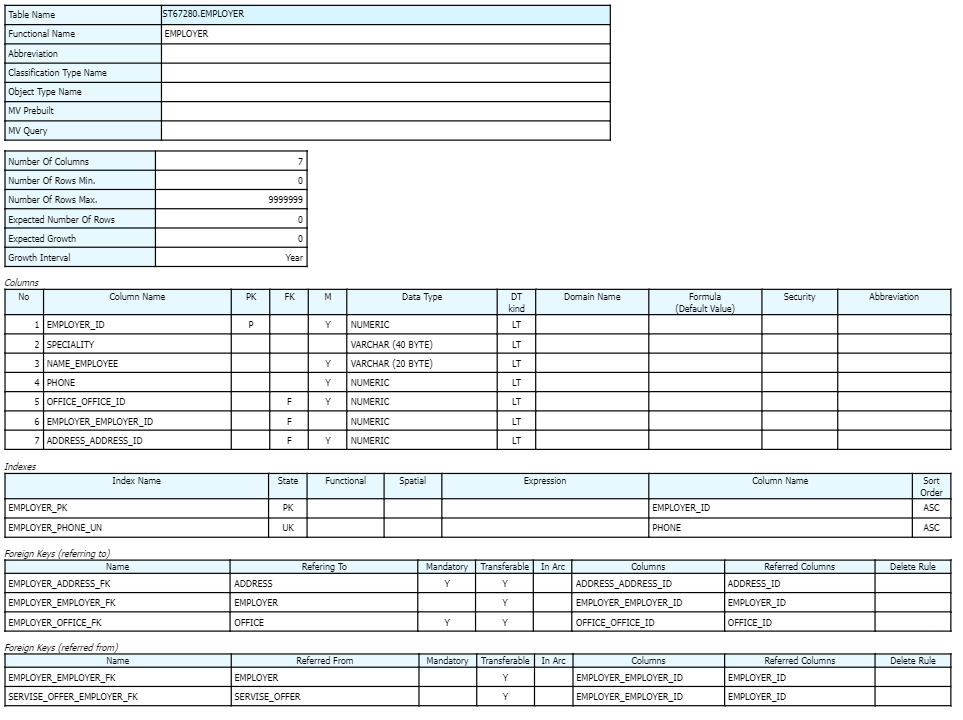 Table Name ST67280.EMPLOYER
Functional Name EMPLOYER
Abbreviation
Classification Type Name
Object Type Name
MV Prebuilt
MV Query
Number Of Columns 7
Number Of Rows Min. 0
Number Of Rows Max. 9999999
Expected Number Of Rows 0
Expected Growth 0
Growth Interval Year
Columns
No Column Name PK FK M Data Type DT kind Domain Name Formula (Default Value) Security Abbreviation
1 EMPLOYER_ID P Y NUMERIC LT
2 SPECIALITY VARCHAR (40 BYTE) LT
3 NAME_EMPLOYEE Y VARCHAR (20 BYTE) LT
4 PHONE Y NUMERIC LT
5 OFFICE_OFFICE_ID F Y NUMERIC LT
6 EMPLOYER_EMPLOYER_ID F NUMERIC LT
7 ADDRESS_ADDRESS_ID F Y NUMERIC LT
Indexes
Index Name State Functional Spatial Expression Column Name Sort Order
EMPLOYER_PK PK EMPLOYER_ID ASC
EMPLOYER_PHONE_UN UK PHONE ASC
Foreign Keys (referring to)
Name Refering To Mandatory Transferable In Arc Columns Referred Columns Delete Rule
EMPLOYER_ADDRESS_FK ADDRESS Y Y ADDRESS_ADDRESS_ID ADDRESS_ID
EMPLOYER_EMPLOYER_FK EMPLOYER Y EMPLOYER_EMPLOYER_ID EMPLOYER_ID
EMPLOYER_OFFICE_FK OFFICE Y Y OFFICE_OFFICE_ID OFFICE_ID
Foreign Keys (referred from)
Name Referred From Mandatory Transferable In Arc Columns Referred Columns Delete Rule
EMPLOYER_EMPLOYER_FK EMPLOYER Y EMPLOYER_EMPLOYER_ID EMPLOYER_ID
SERVISE_OFFER_EMPLOYER_FK SERVISE_OFFER Y EMPLOYER_EMPLOYER_ID EMPLOYER_ID